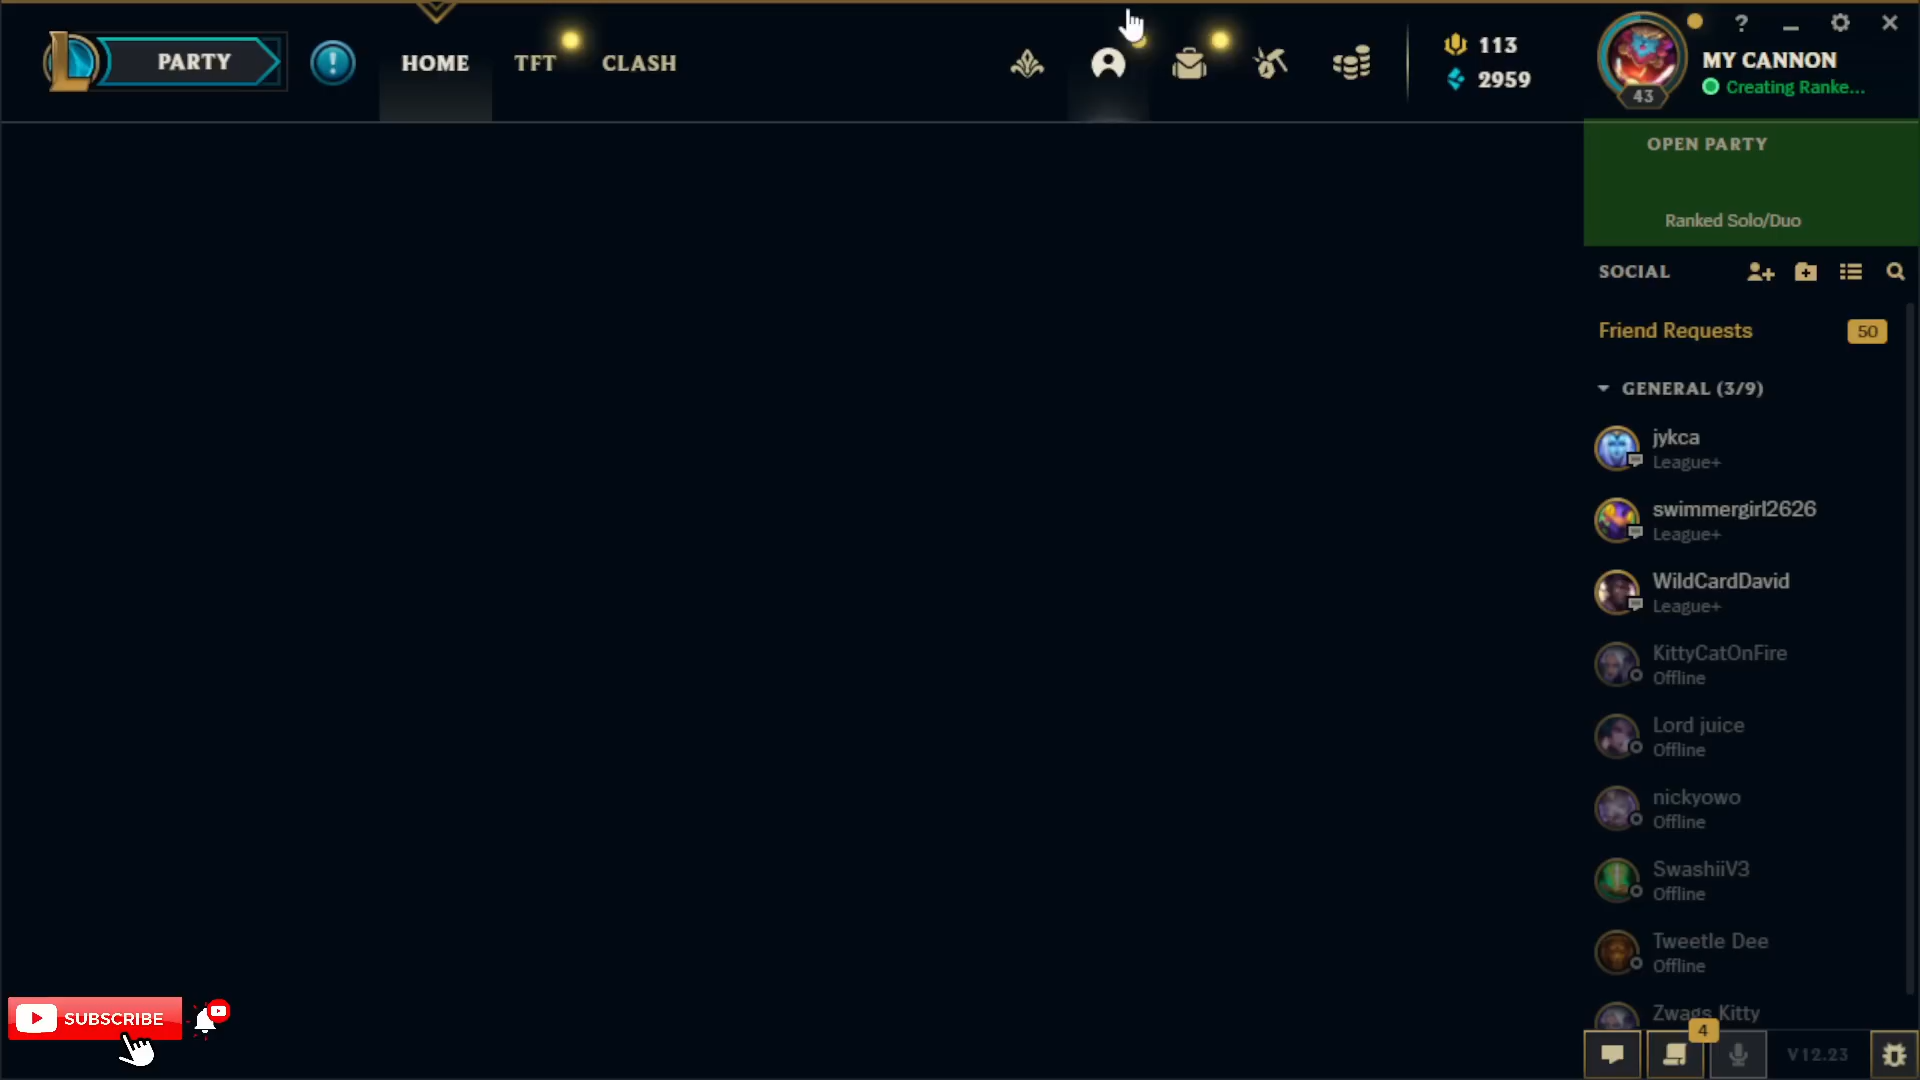 PARTY
HOME
TFT
CLASH
113
2959
?
43
MY CANNON
Creating Ranke...
OPEN PARTY
Ranked Solo/Duo
SOCIAL
Friend Requests
50
GENERAL (3/9)
jykca
League+
swimmergirl2626
League+
WildCardDavid
League+
KittyCatOnFire
Offline
Lord juice
Offline
nickyowo
Offline
SwashiiV3
Offline
Tweetle Dee
Offline
Zwags Kitty
4
V12.23
SUBSCRIBE